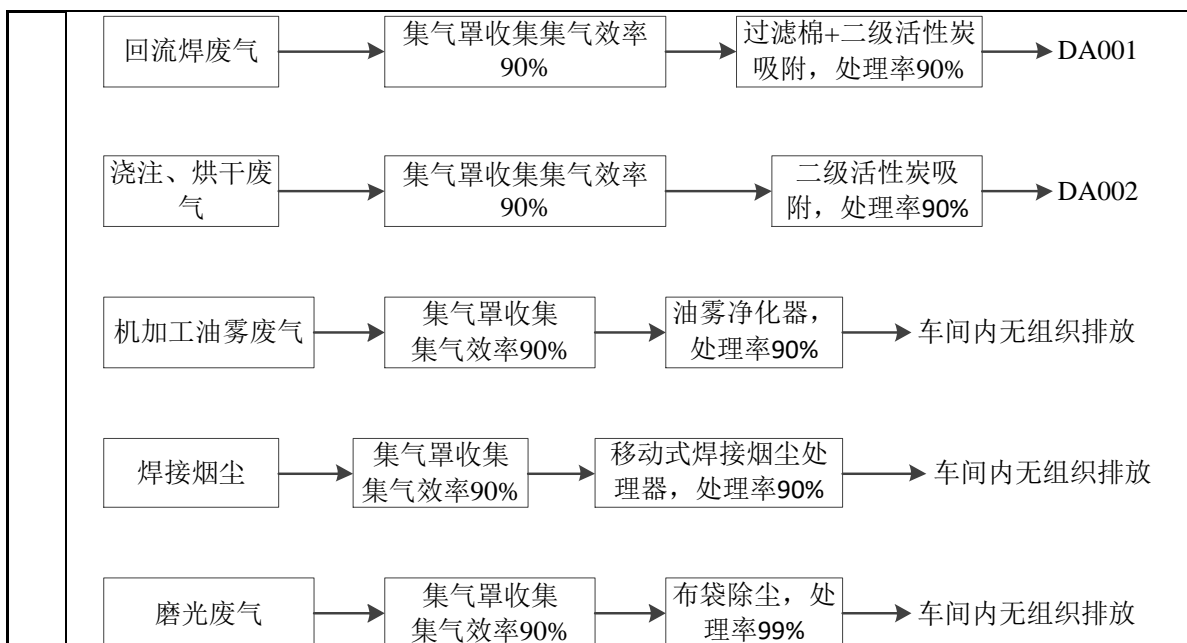 回流焊废气
集气罩收集集气效率
90%
过滤棉+二级活性炭
吸附，处理率90%
DA001
浇注、烘干废
气
集气罩收集集气效率
90%
二级活性炭吸
附，处理率90%
DA002
机加工油雾废气
集气罩收集
集气效率90%
油雾净化器，
处理率90%
车间内无组织排放
焊接烟尘
集气罩收集
集气效率90%
移动式焊接烟尘处
理器，处理率90%
车间内无组织排放
磨光废气
集气罩收集
集气效率90%
布袋除尘，处
理率99%
车间内无组织排放